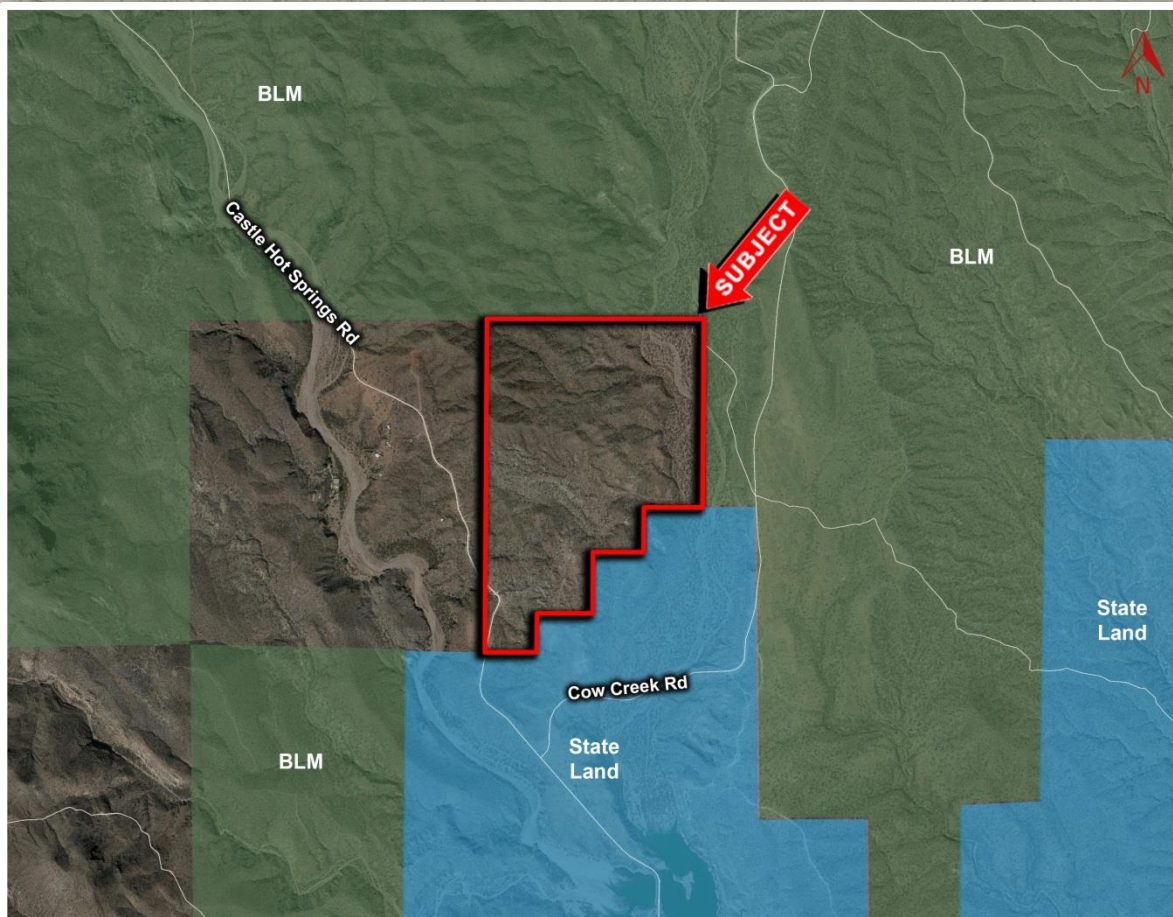 BLM
N
Castle Hot Springs Rd
SUBJECT
BLM
State
Land
Cow Creek Rd
State
Land
BLM